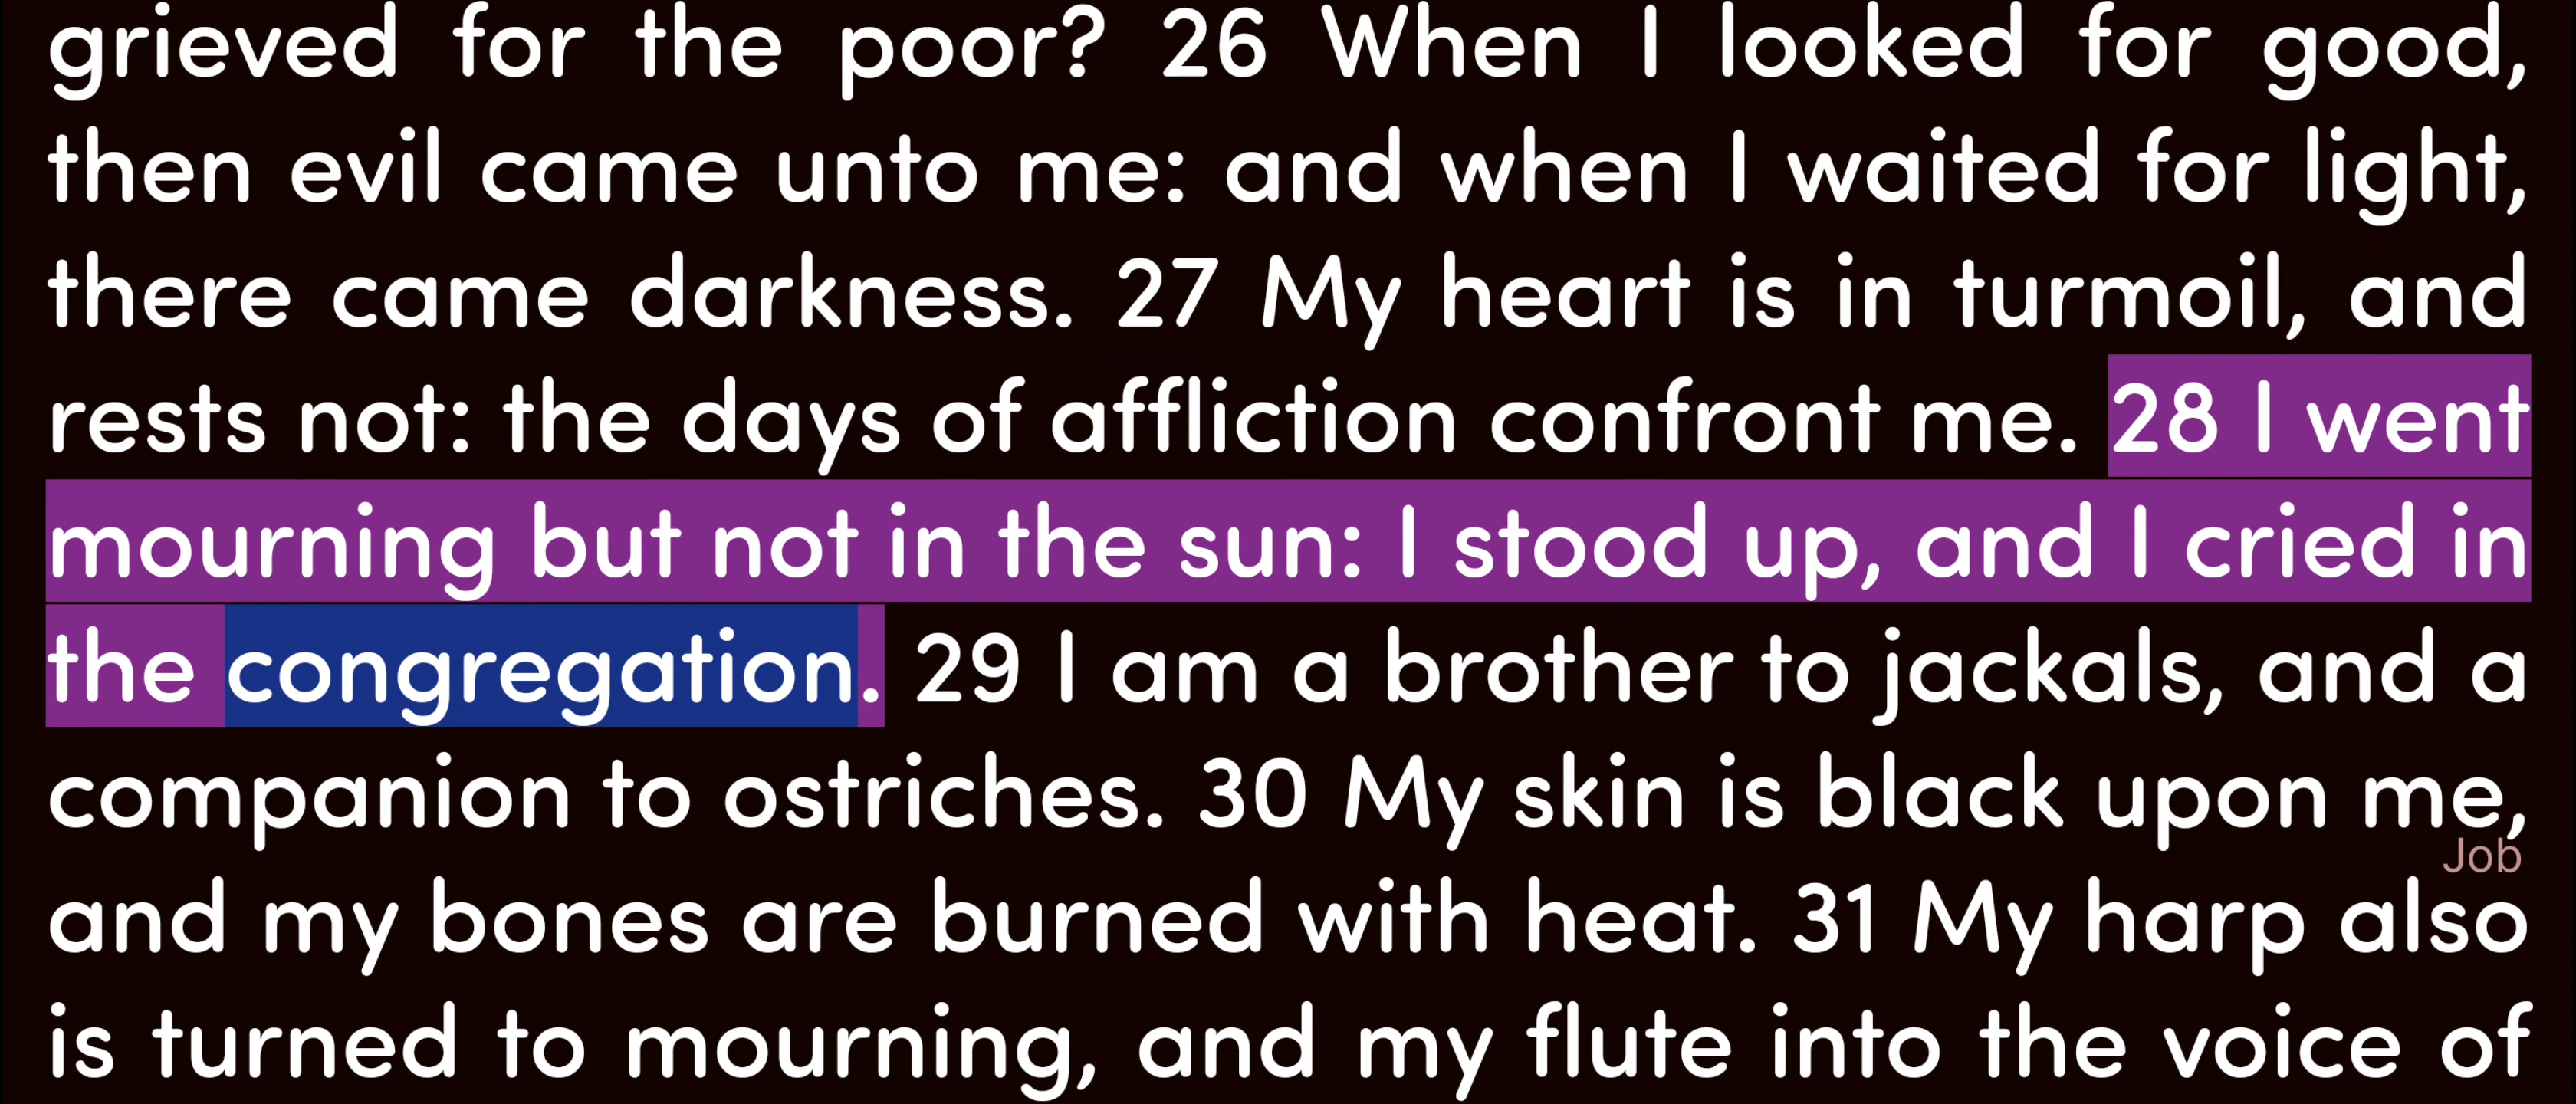 grieved for the poor? 26 When I looked for good,
then evil came unto me: and when I waited for light,
there came darkness. 27 My heart is in turmoil, and
rests not: the days of affliction confront me. 28 I went
mourning but not in the sun: I stood up, and I cried in
the congregation. 29 I am a brother to jackals, and a
companion to ostriches. 30 My skin is black upon me,
Job
and my bones are burned with heat. 31 My harp also
is turned to mourning, and my flute into the voice of